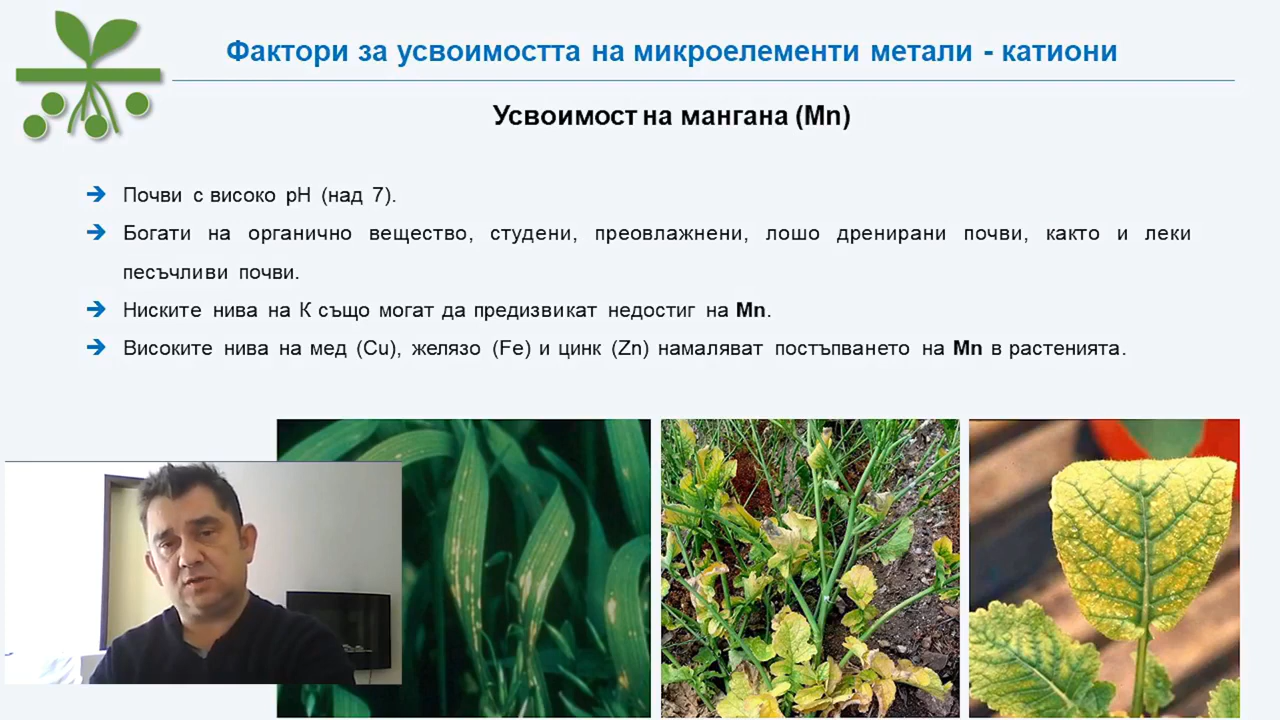 Фактори за усвоимостта на микроелементи метали - катиони
Усвоимост на мангана (Mn)
Почви с високо pH (над 7).
Богати на органично вещество, студени, преовлажнени, лошо дренирани почви, както и леки
песъчливи почви.
Ниските нива на К също могат да предизвикат недостиг на Mn.
Високите нива на мед (Cu), желязо (Fe) и цинк (Zn) намаляват постъпването на Mn в растенията.